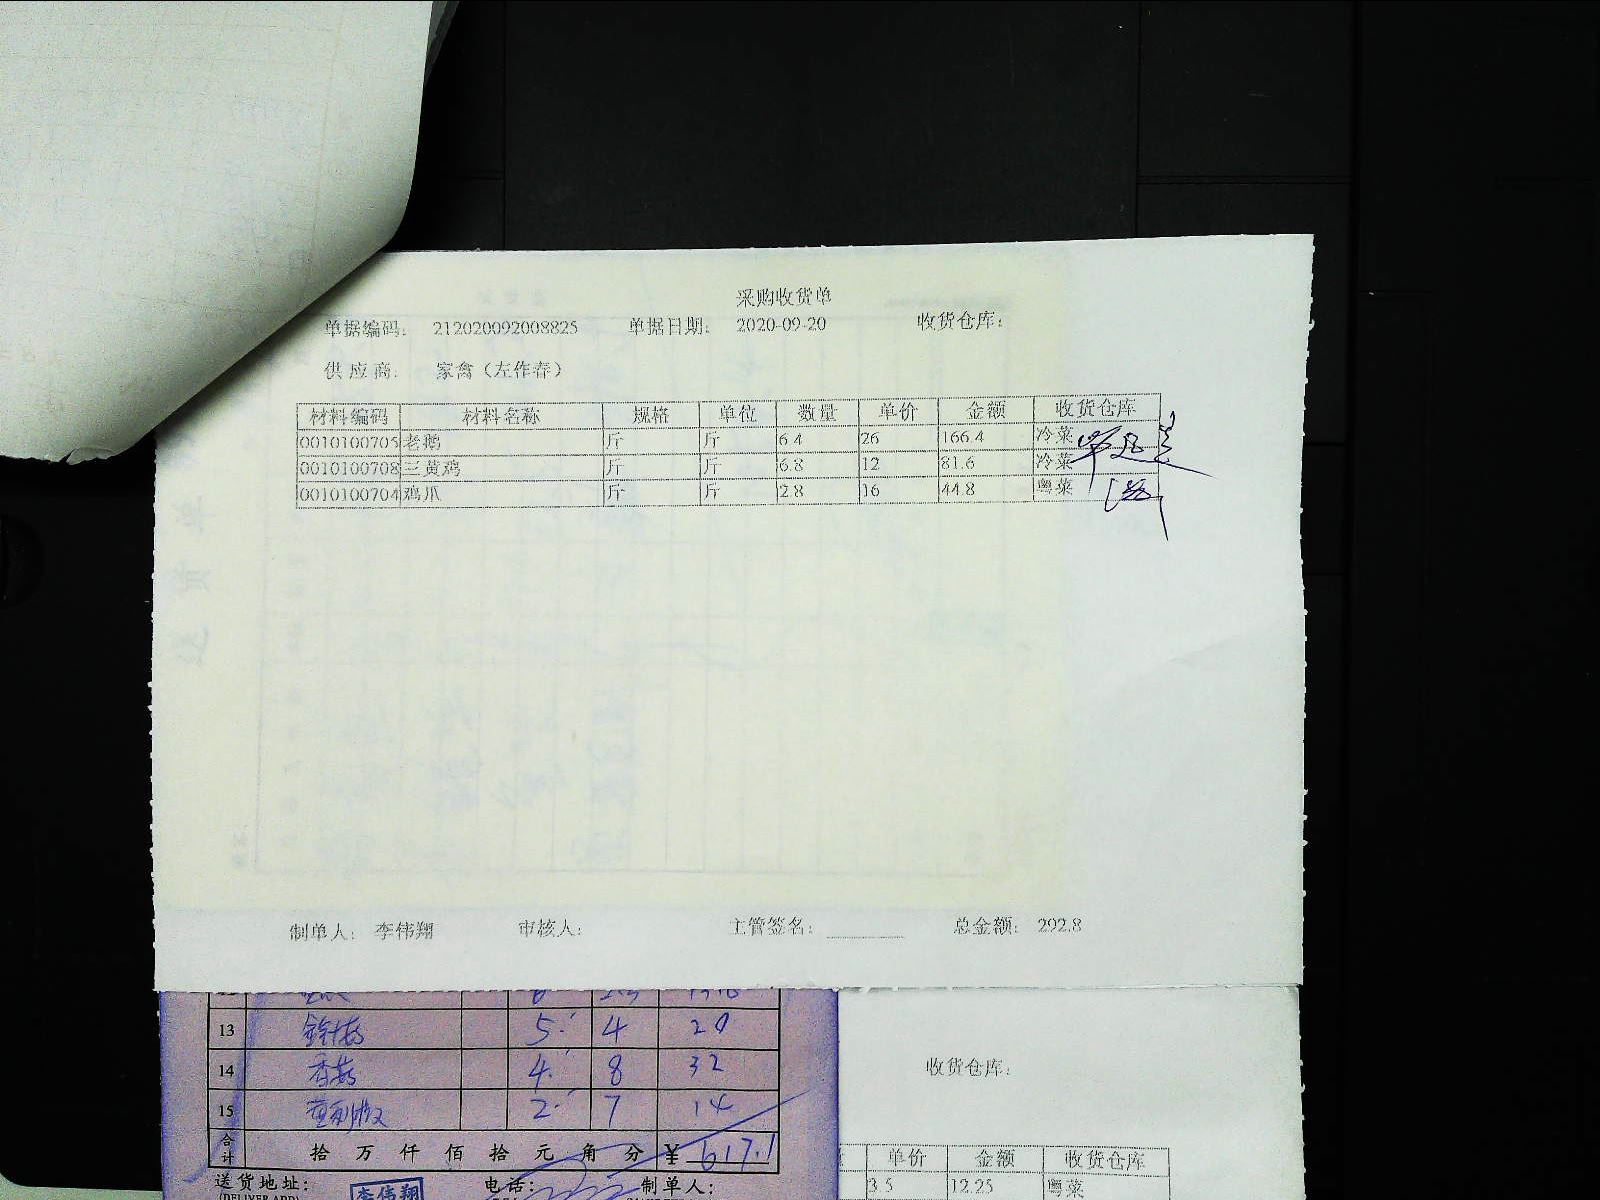 采购收货单
单据编码： 212020092008825 单据日期： 2020-09-20 收货仓库：
供应商： 家禽（左作春）
材料编码 材料名称 规格 单位 数量 单价 金额 收货仓库
0010100705 老鹅 斤 斤 6.4 26 166.4 冷菜
0010100708 三黄鸡 斤 斤 6.8 12 81.6 冷菜
0010100704 鸡爪 斤 斤 2.8 16 44.8 粤菜
制单人： 李伟翔 审核人： 主管签名： 总金额： 292.8
13 5 4 20
14 香菇 4 8 32
15 2 7 14
合计 拾 万 仟 佰 拾 元 角 分 ¥ 617.1
送货地址： 电话： 制单人：
(DELIVER ADD)
李伟翔
收货仓库：
单价 金额 收货仓库
3.5 12.25 粤菜